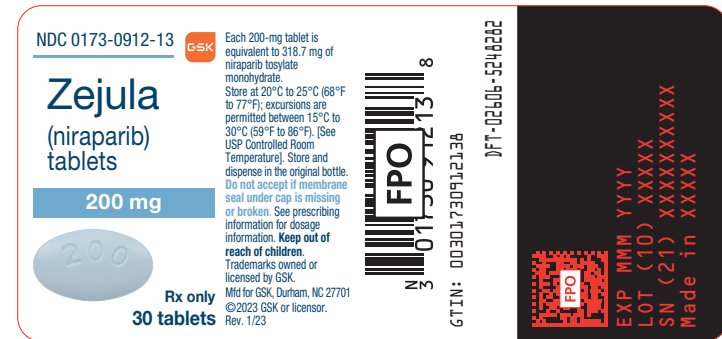 NDC 0173-0912-13
GSK
Zejula
(niraparib)
tablets
200 mg
200
Rx only
30 tablets
Each 200-mg tablet is
equivalent to 318.7 mg of
niraparib tosylate
monohydrate.
Store at 20°C to 25°C (68°F
to 77°F); excursions are
permitted between 15°C to
30°C (59°F to 86°F). [See
USP Controlled Room
Temperature]. Store and
dispense in the original bottle.
Do not accept if membrane
seal under cap is missing
or broken. See prescribing
information for dosage
information. Keep out of
reach of children.
Trademarks owned or
licensed by GSK.
Mfd for GSK, Durham, NC 27701
©2023 GSK or licensor.
Rev. 1/23
FPO
N
3 01730 91213 8
GTIN: 00301730912138
DFT-02606-5248282
FPO
EXP MMM YYYY
LOT (10) XXXXX
SN (21) XXXXXXXXXX
Made in XXXXX